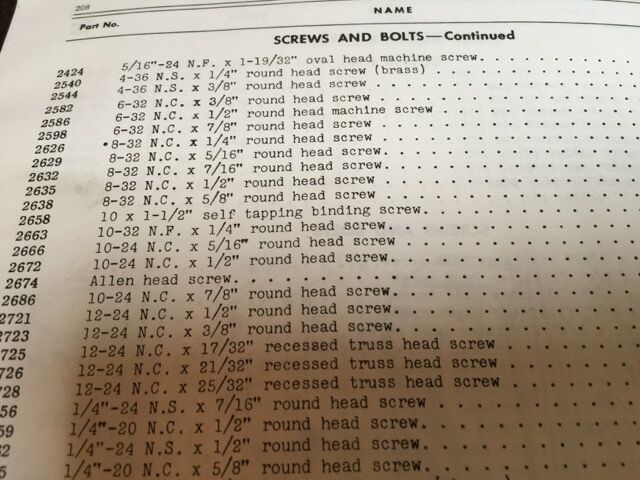 208
Part No. NAME
SCREWS AND BOLTS—Continued
2424 5/16"-24 N.F. x 1-19/32" oval head machine screw. . . . . . . . . .
2540 4-36 N.S. x 1/4" round head screw (brass) . . . . . . . . . .
2544 4-36 N.S. x 3/8" round head screw . . . . . . . . . .
2582 6-32 N.C. x 3/8" round head screw . . . . . . . . . .
2586 6-32 N.C. x 1/2" round head machine screw . . . . . . . . . .
2598 6-32 N.C. x 7/8" round head screw . . . . . . . . . .
2626 •8-32 N.C. x 1/4" round head screw . . . . . . . . . .
2629 8-32 N.C. x 5/16" round head screw. . . . . . . . . .
2632 8-32 N.C. x 7/16" round head screw. . . . . . . . . .
2635 8-32 N.C. x 1/2" round head screw . . . . . . . . . .
2638 8-32 N.C. x 5/8" round head screw . . . . . . . . . .
2658 10 x 1-1/2" self tapping binding screw. . . . . . . . . .
2663 10-32 N.F. x 1/4" round head screw. . . . . . . . . .
2666 10-24 N.C. x 5/16" round head screw . . . . . . . . . .
2672 10-24 N.C. x 1/2" round head screw. . . . . . . . . .
2674 Allen head screw. . . . . . . . . .
2686 10-24 N.C. x 7/8" round head screw. . . . . . . . . .
2721 12-24 N.C. x 1/2" round head screw. . . . . . . . . .
2723 12-24 N.C. x 3/8" round head screw. . . . . . . . . .
725 12-24 N.C. x 17/32" recessed truss head screw . . . . . . . . . .
726 12-24 N.C. x 21/32" recessed truss head screw . . . . . . . . . .
728 12-24 N.C. x 25/32" recessed truss head screw . . . . . . . . . .
56 1/4"-24 N.S. x 7/16" round head screw . . . . . . . . . .
59 1/4"-20 N.C. x 1/2" round head screw. . . . . . . . . .
2 1/4"-24 N.S. x 1/2" round head screw. . . . . . . . . .
5 1/4"-20 N.C. x 5/8" round head screw. . . . . . . . . .